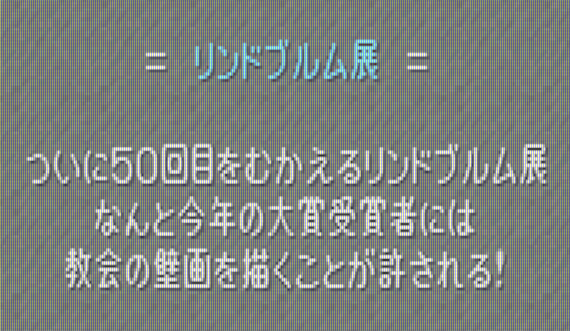 = リンドブルム展 =
ついに50回目をむかえるリンドブルム展
なんと今年の大賞受賞者には
教会の壁画を描くことが許される!